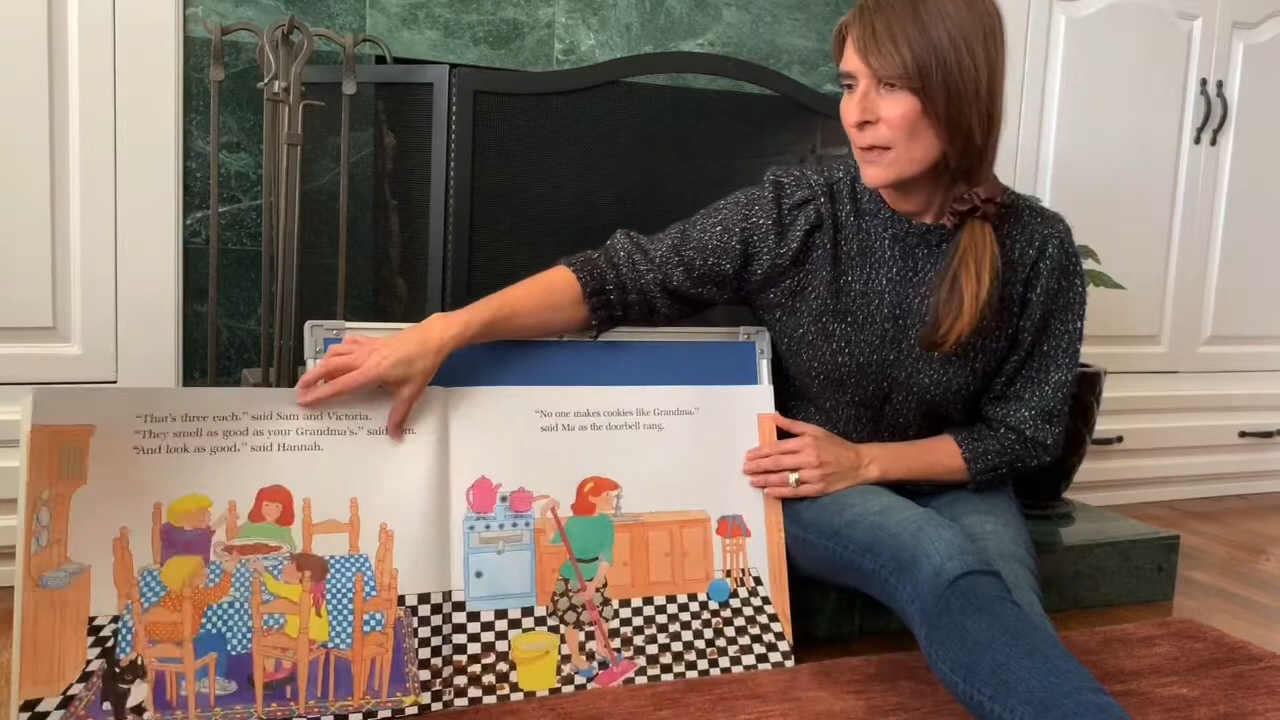 "That's three each," said Sam and Victoria.
"They smell as good as your Grandma's," said
"And look as good," said Hannah.
"No one makes cookies like Grandma,"
said Ma as the doorbell rang.